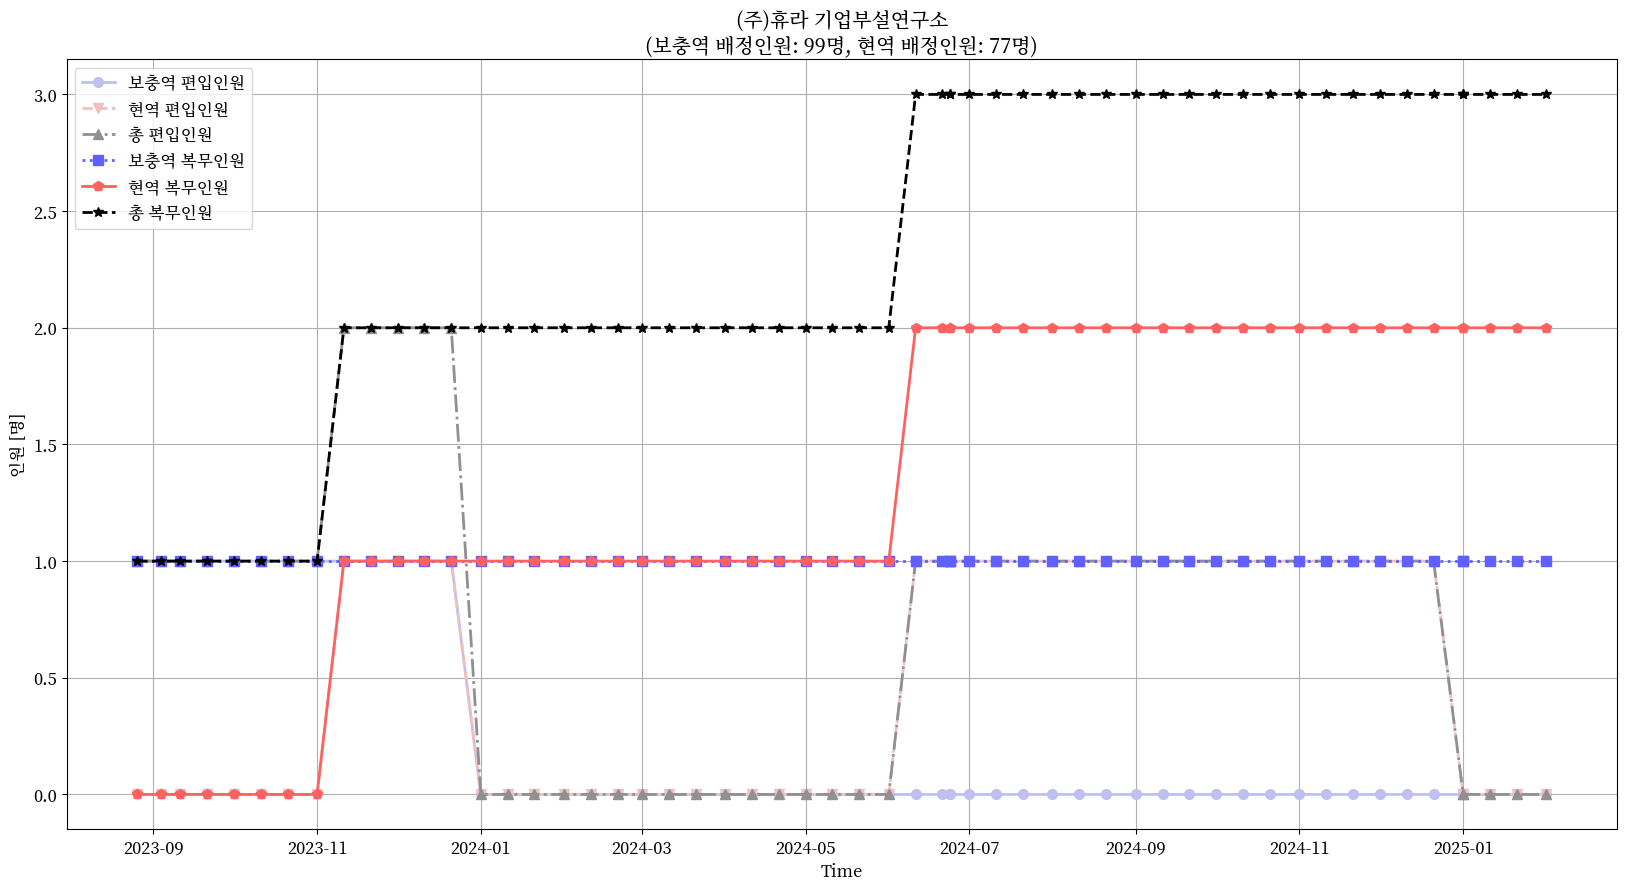 (주)휴라 기업부설연구소
(보충역 배정인원: 99명, 현역 배정인원: 77명)
보충역 편입인원
현역 편입인원
총 편입인원
보충역 복무인원
현역 복무인원
총 복무인원
3.0
2.5
2.0
1.5
1.0
0.5
0.0
인원 [명]
2023-09 2023-11 2024-01 2024-03 2024-05 2024-07 2024-09 2024-11 2025-01
Time